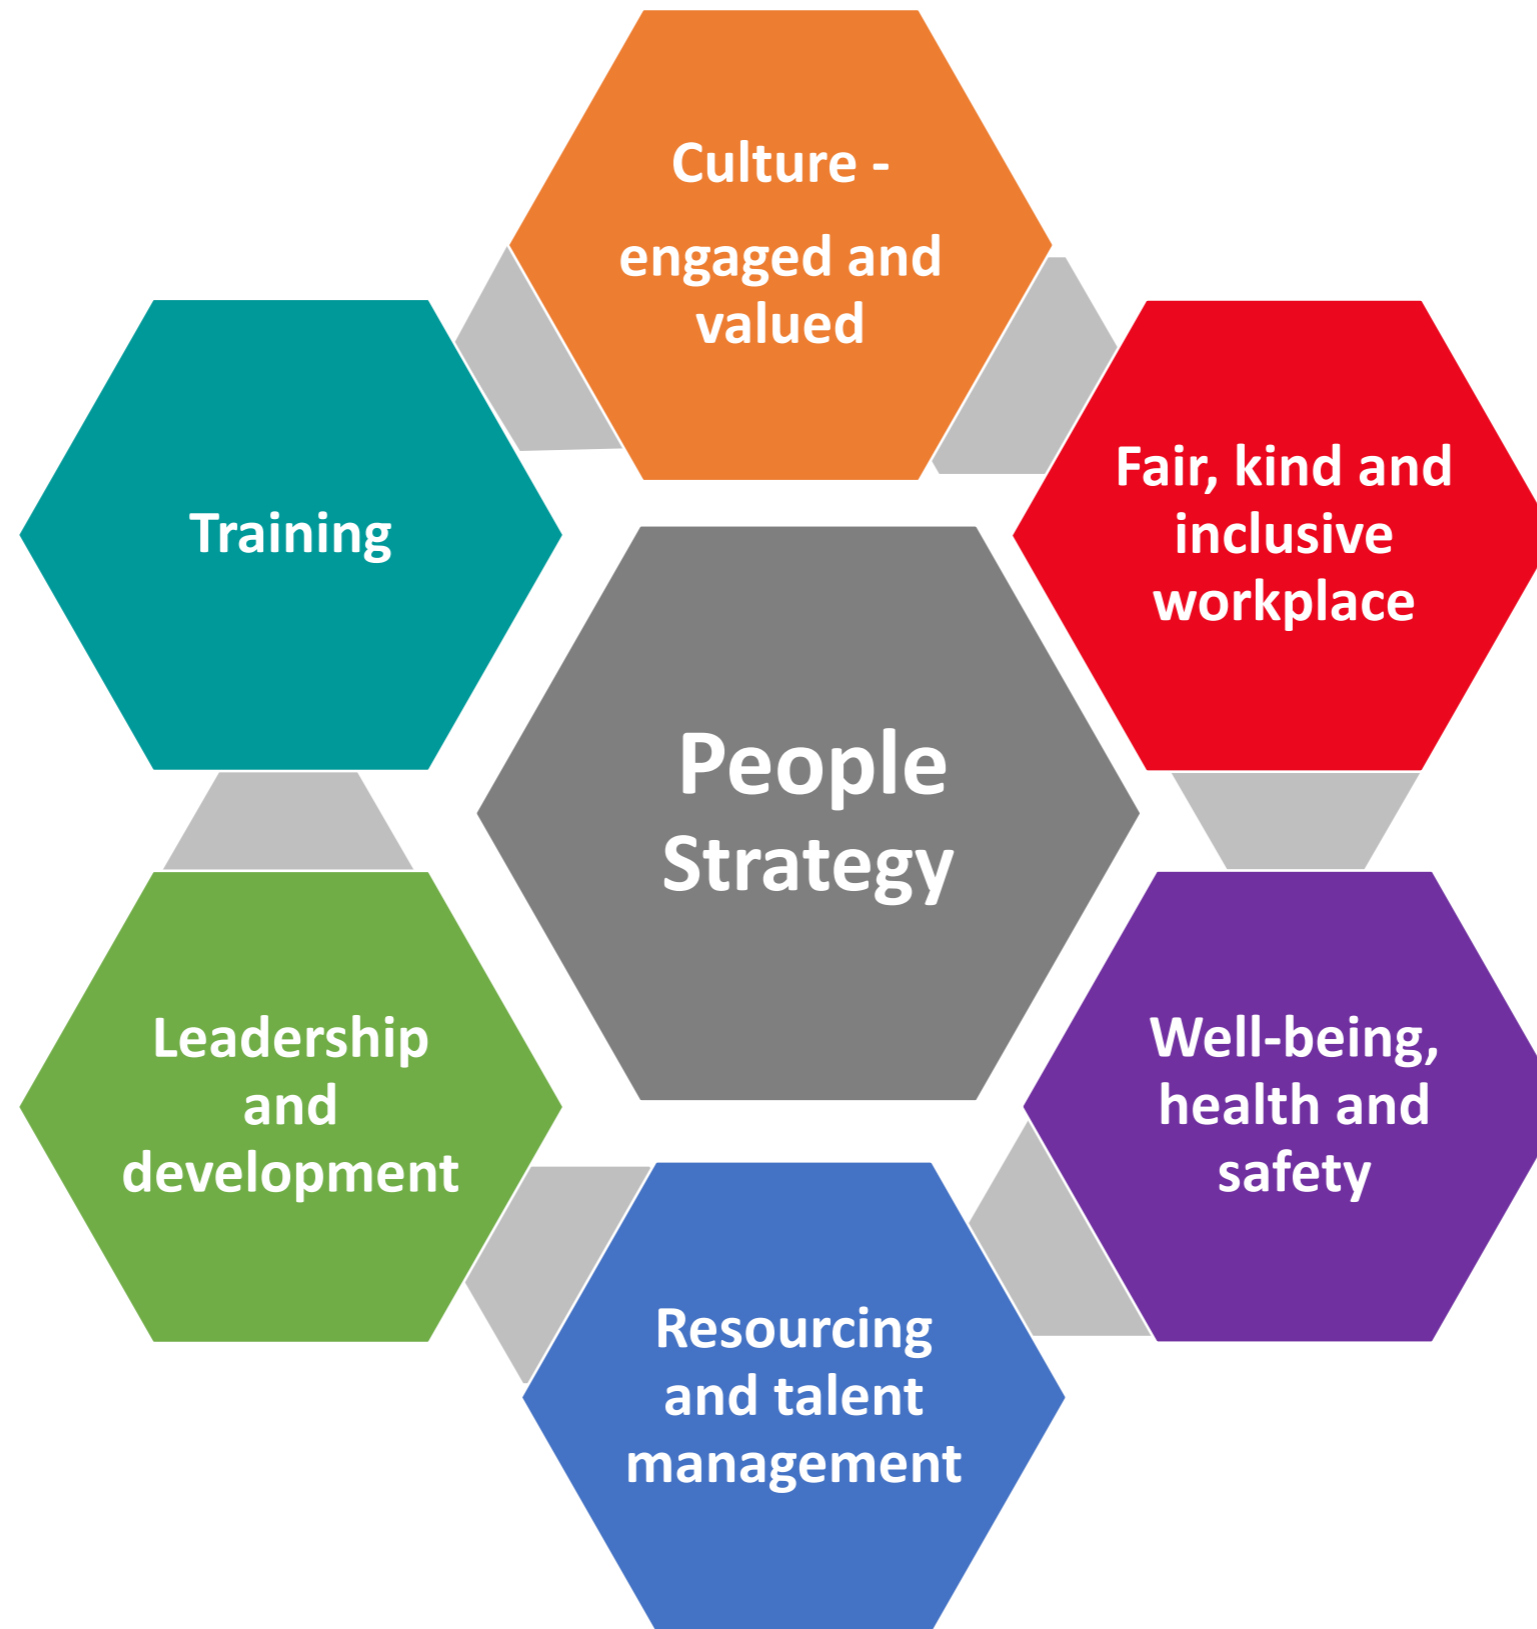 Culture -
engaged and
valued
Fair, kind and
inclusive
workplace
Training
People
Strategy
Well-being,
health and
safety
Leadership
and
development
Resourcing
and talent
management